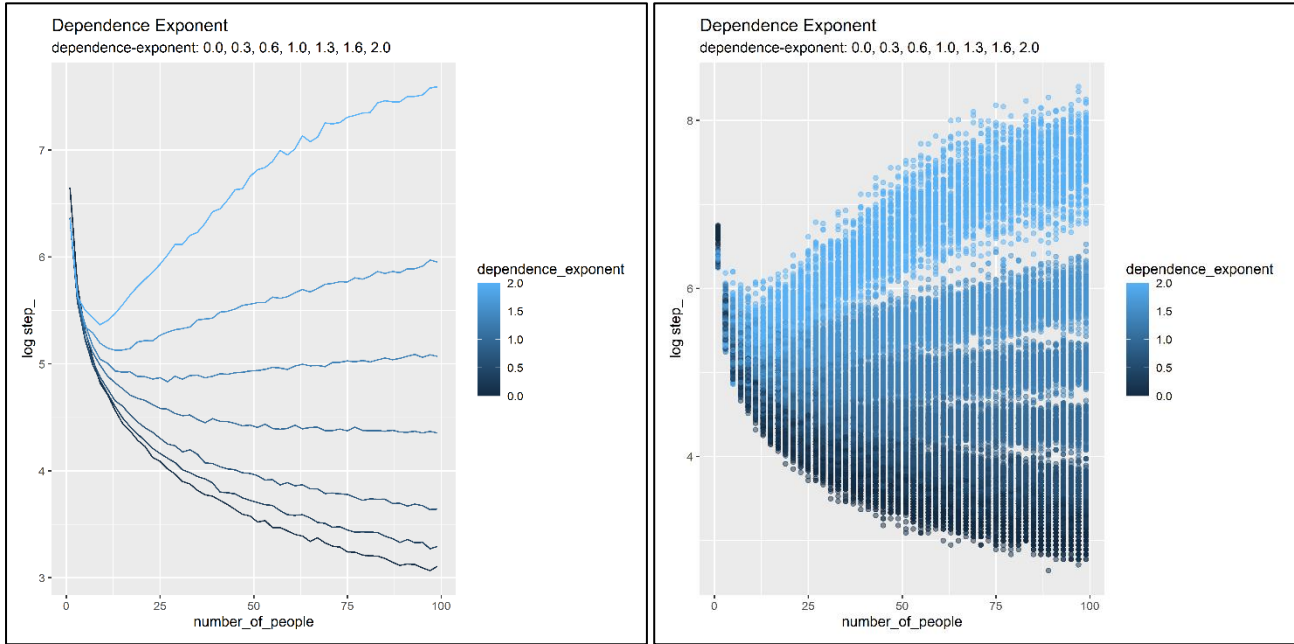 Dependence Exponent
dependence-exponent: 0.0, 0.3, 0.6, 1.0, 1.3, 1.6, 2.0
7
6
5
4
3
log step_
0 25 50 75 100
number_of_people
dependence_exponent
2.0
1.5
1.0
0.5
0.0
Dependence Exponent
dependence-exponent: 0.0, 0.3, 0.6, 1.0, 1.3, 1.6, 2.0
8
6
4
log step_
0 25 50 75 100
number_of_people
dependence_exponent
2.0
1.5
1.0
0.5
0.0